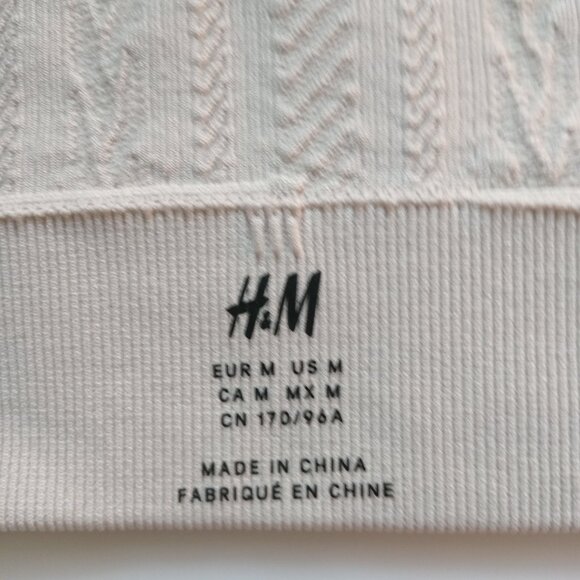 H&M
EUR M US M
CA M MX M
CN 170/96A
MADE IN CHINA
FABRIQUÉ EN CHINE